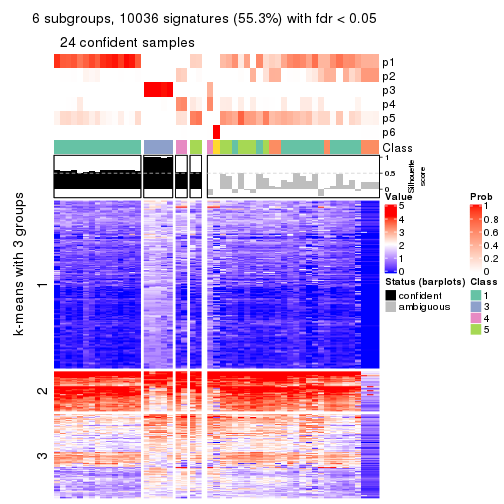 6 subgroups, 10036 signatures (55.3%) with fdr < 0.05
24 confident samples
p1
p2
p3
p4
p5
p6
Class
1
0.5
0
Silhouette
score
k-means with 3 groups
1
2
3
Value
5
4
3
2
1
0
Prob
1
0.8
0.6
0.4
0.2
0
Status (barplots)
confident
ambiguous
Class
1
3
4
5